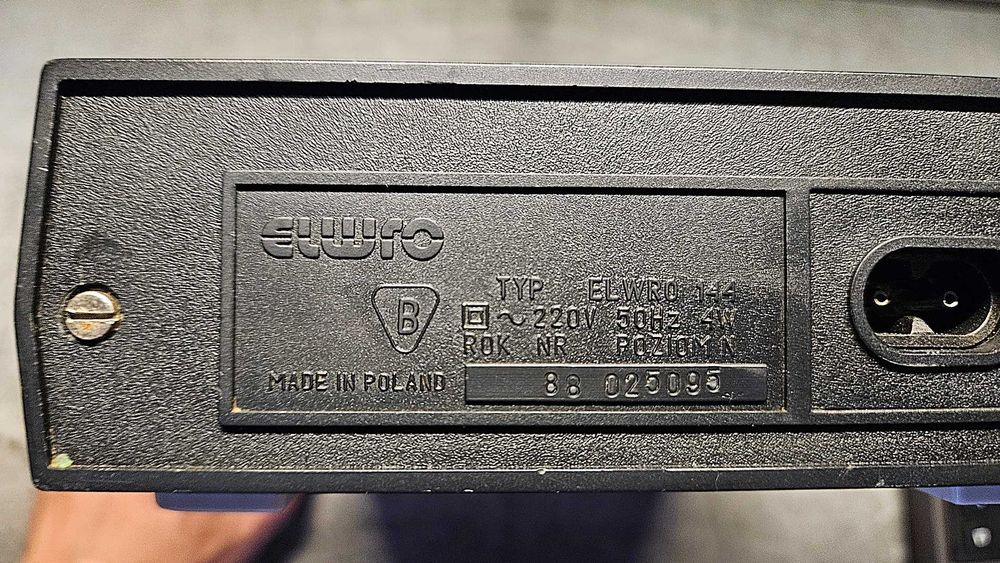 ELWRO
TYP ELWRO 144
B
~ 220V 50Hz 4W
ROK NR POZIOM N
MADE IN POLAND
88 025095